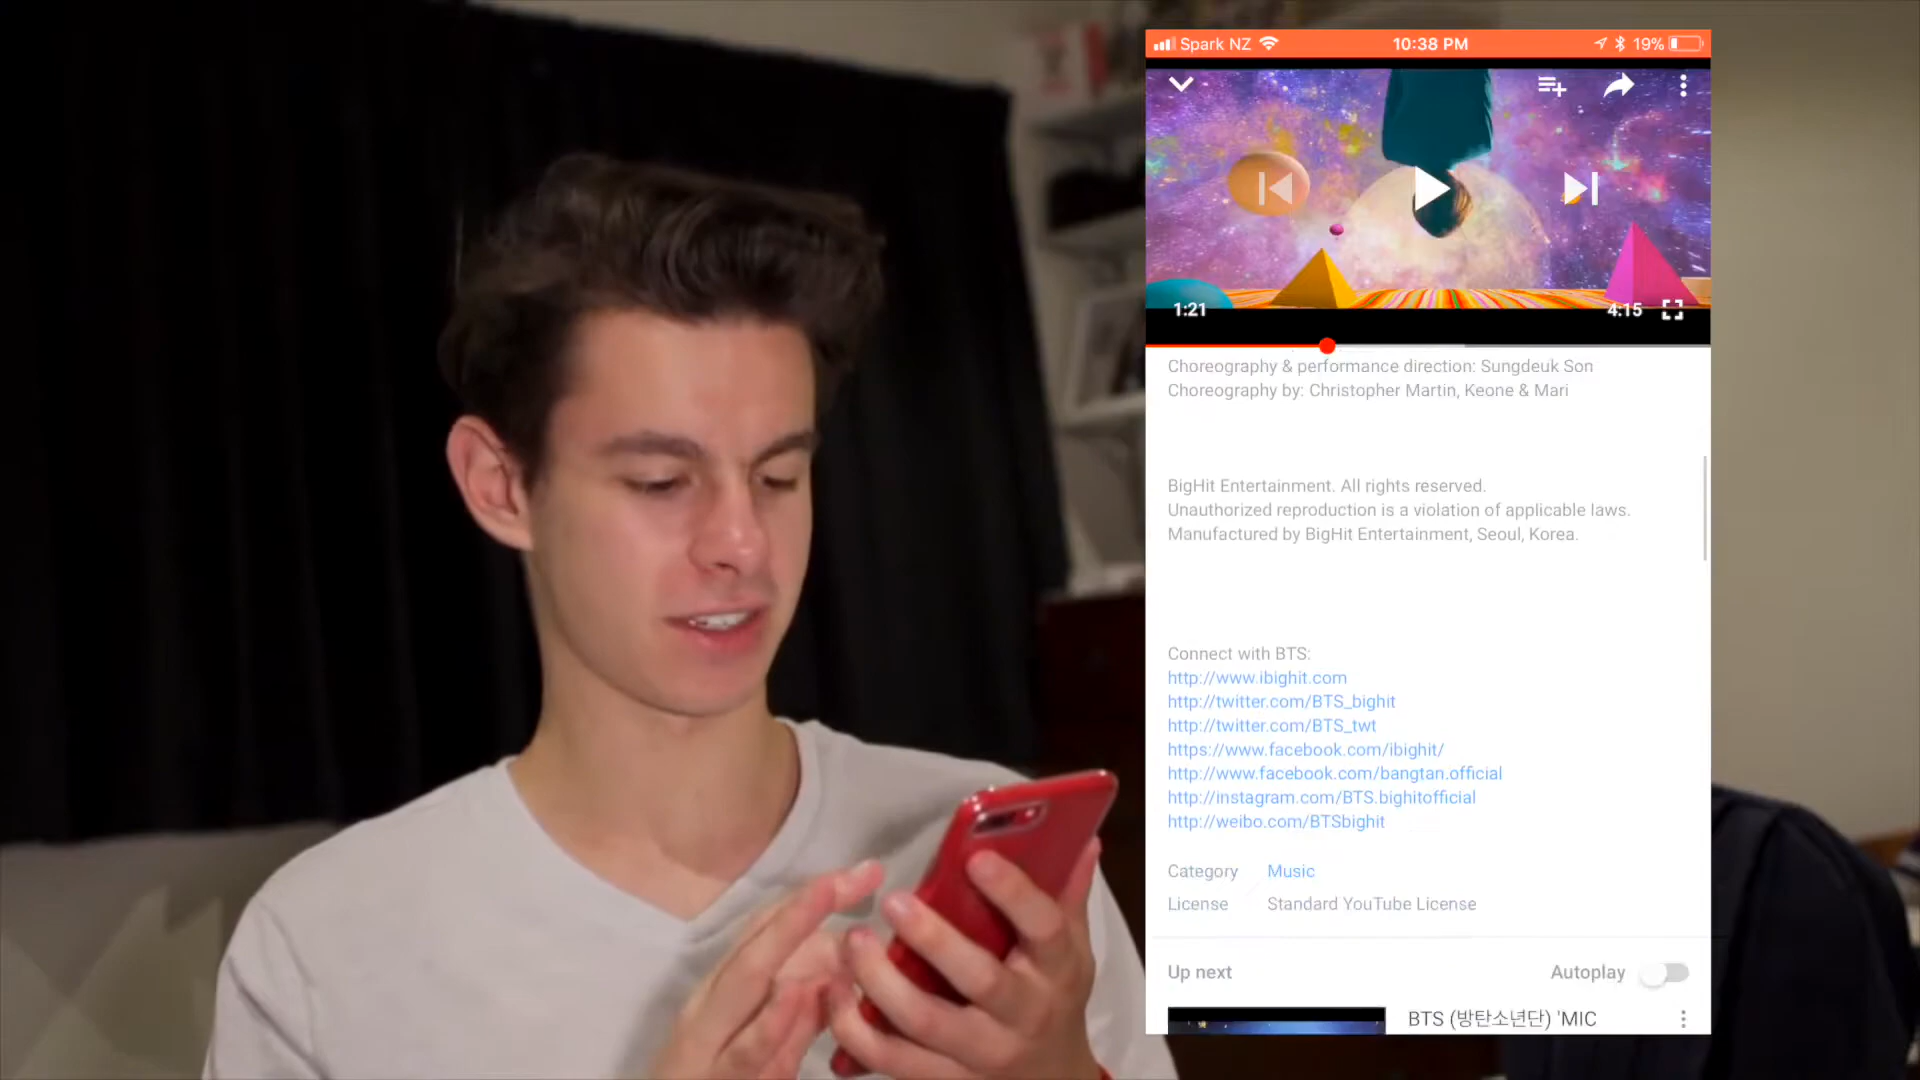 Spark NZ
10:38 PM
19%
1:21
4:15
Choreography & performance direction: Sungdeuk Son
Choreography by: Christopher Martin, Keone & Mari
BigHit Entertainment. All rights reserved.
Unauthorized reproduction is a violation of applicable laws.
Manufactured by BigHit Entertainment, Seoul, Korea.
Connect with BTS:
http://www.ibighit.com
http://twitter.com/BTS_bighit
http://twitter.com/BTS_twt
https://www.facebook.com/ibighit/
http://www.facebook.com/bangtan.official
http://instagram.com/BTS.bighitofficial
http://weibo.com/BTSbighit
Category Music
License Standard YouTube License
Up next Autoplay
BTS (방탄소년단) 'MIC